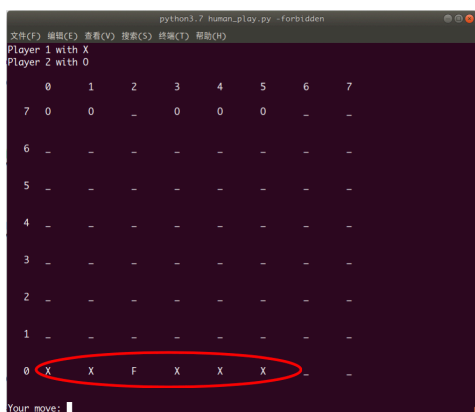 python3.7 human_play.py -forbidden
文件(F) 编辑(E) 查看(V) 搜索(S) 终端(T) 帮助(H)
Player 1 with X
Player 2 with O
0 1 2 3 4 5 6 7
7 O O _ O O O _ _
6 _ _ _ _ _ _ _ _
5 _ _ _ _ _ _ _ _
4 _ _ _ _ _ _ _ _
3 _ _ _ _ _ _ _ _
2 _ _ _ _ _ _ _ _
1 _ _ _ _ _ _ _ _
0 X X F X X X _ _
Your move: